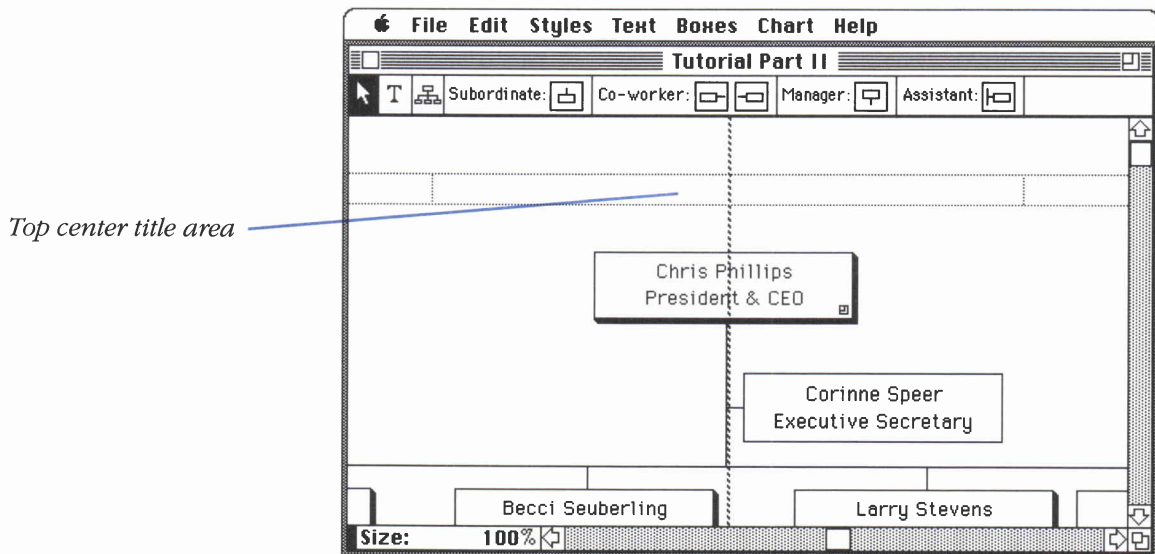 File Edit Styles Text Boxes Chart Help
Tutorial Part II
T Subordinate: Co-worker: Manager: Assistant:
Top center title area
Chris Phillips
President & CEO
Corinne Speer
Executive Secretary
Becci Seuberling Larry Stevens
Size: 100%